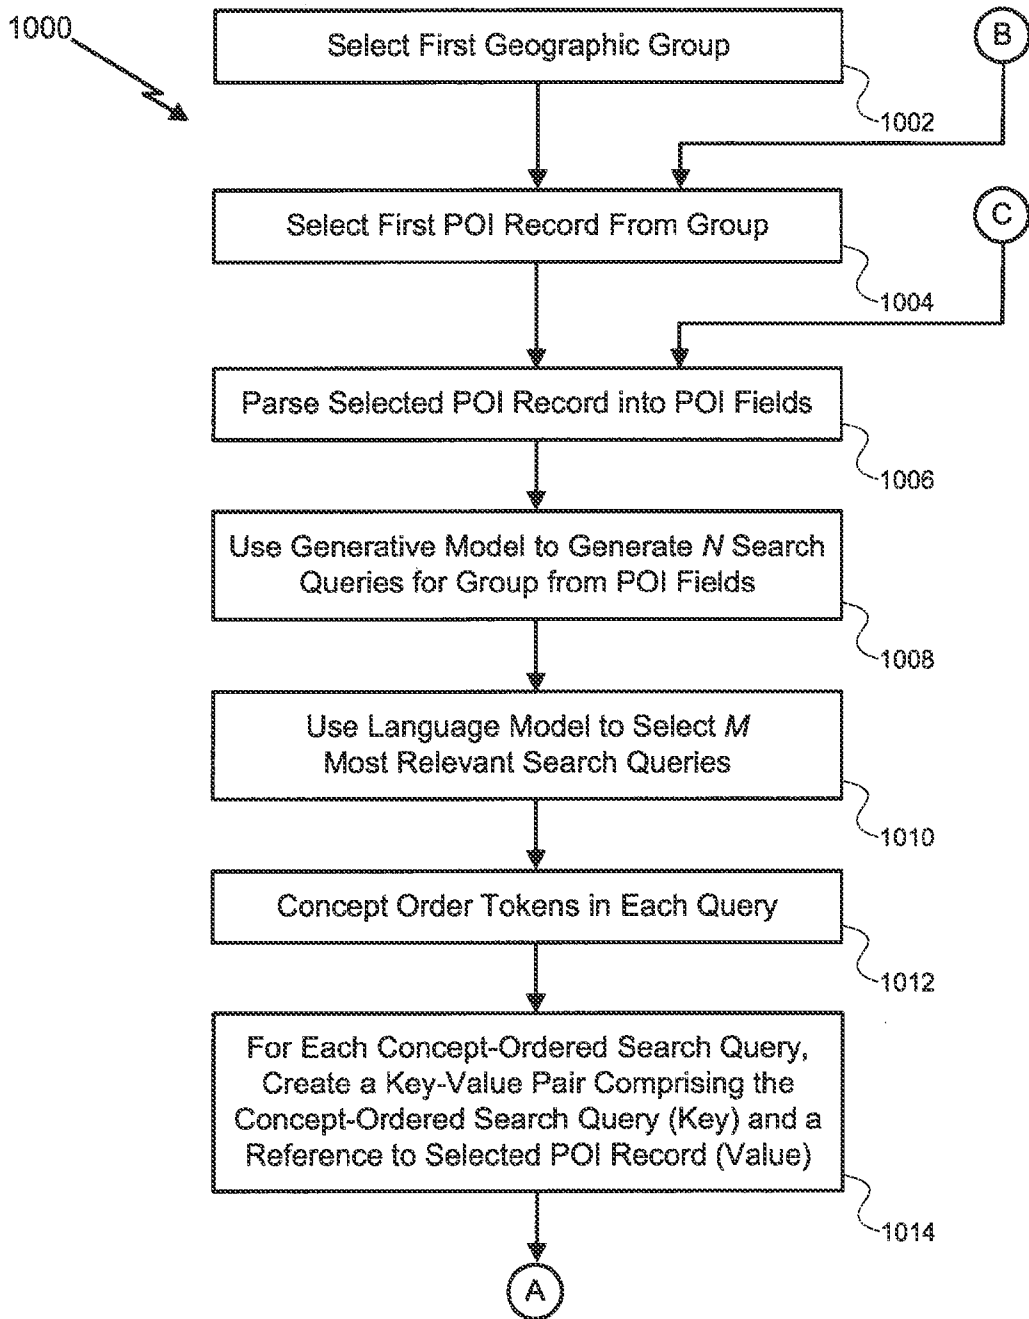 1000
Select First Geographic Group
B
1002
Select First POI Record From Group
C
1004
Parse Selected POI Record into POI Fields
1006
Use Generative Model to Generate N Search
Queries for Group from POI Fields
1008
Use Language Model to Select M
Most Relevant Search Queries
1010
Concept Order Tokens in Each Query
1012
For Each Concept-Ordered Search Query,
Create a Key-Value Pair Comprising the
Concept-Ordered Search Query (Key) and a
Reference to Selected POI Record (Value)
1014
A